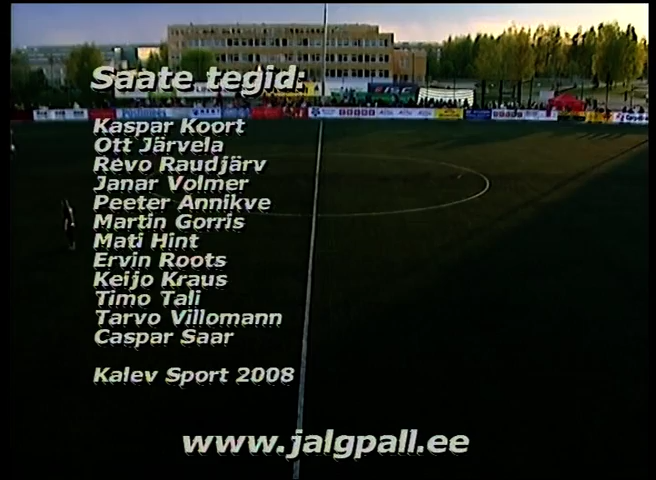 Saate tegid:
Kaspar Koort
Ott Järvela
Revo Raudjärv
Janar Volmer
Peeter Annikve
Martin Gorris
Mati Hint
Ervin Roots
Keijo Kraus
Timo Tali
Tarvo Villomann
Caspar Saar
Kalev Sport 2008
www.jalgpall.ee